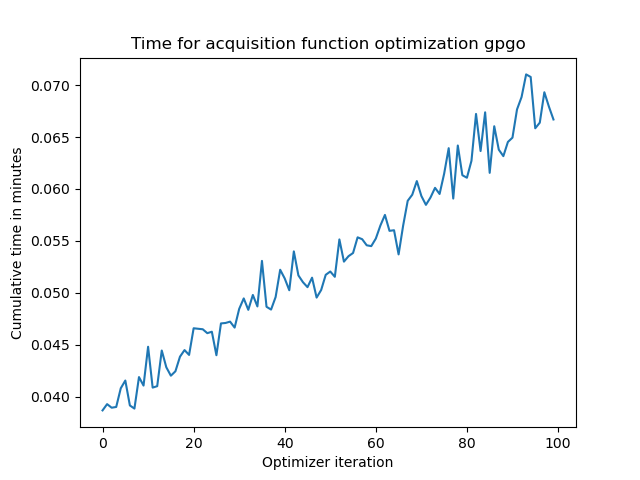 Time for acquisition function optimization gpgo
0.070
0.065
0.060
0.055
0.050
0.045
0.040
Cumulative time in minutes
0 20 40 60 80 100
Optimizer iteration